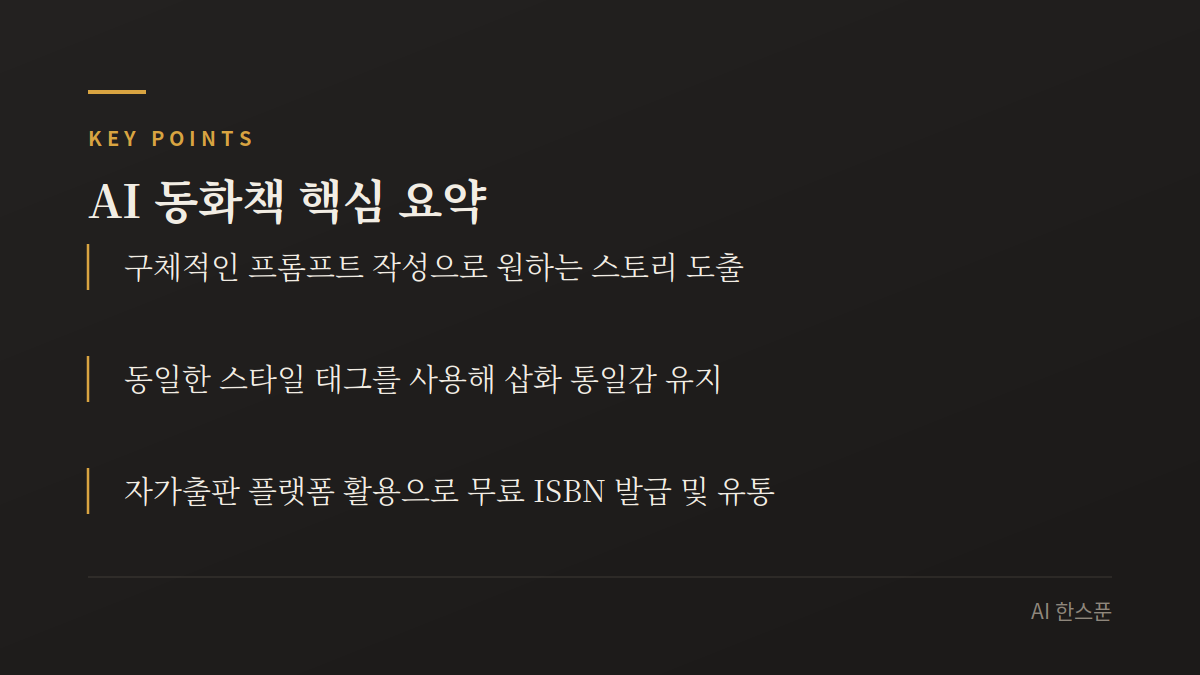 KEY POINTS
AI 동화책 핵심 요약
구체적인 프롬프트 작성으로 원하는 스토리 도출
동일한 스타일 태그를 사용해 삽화 통일감 유지
자가출판 플랫폼 활용으로 무료 ISBN 발급 및 유통
AI 한스푼